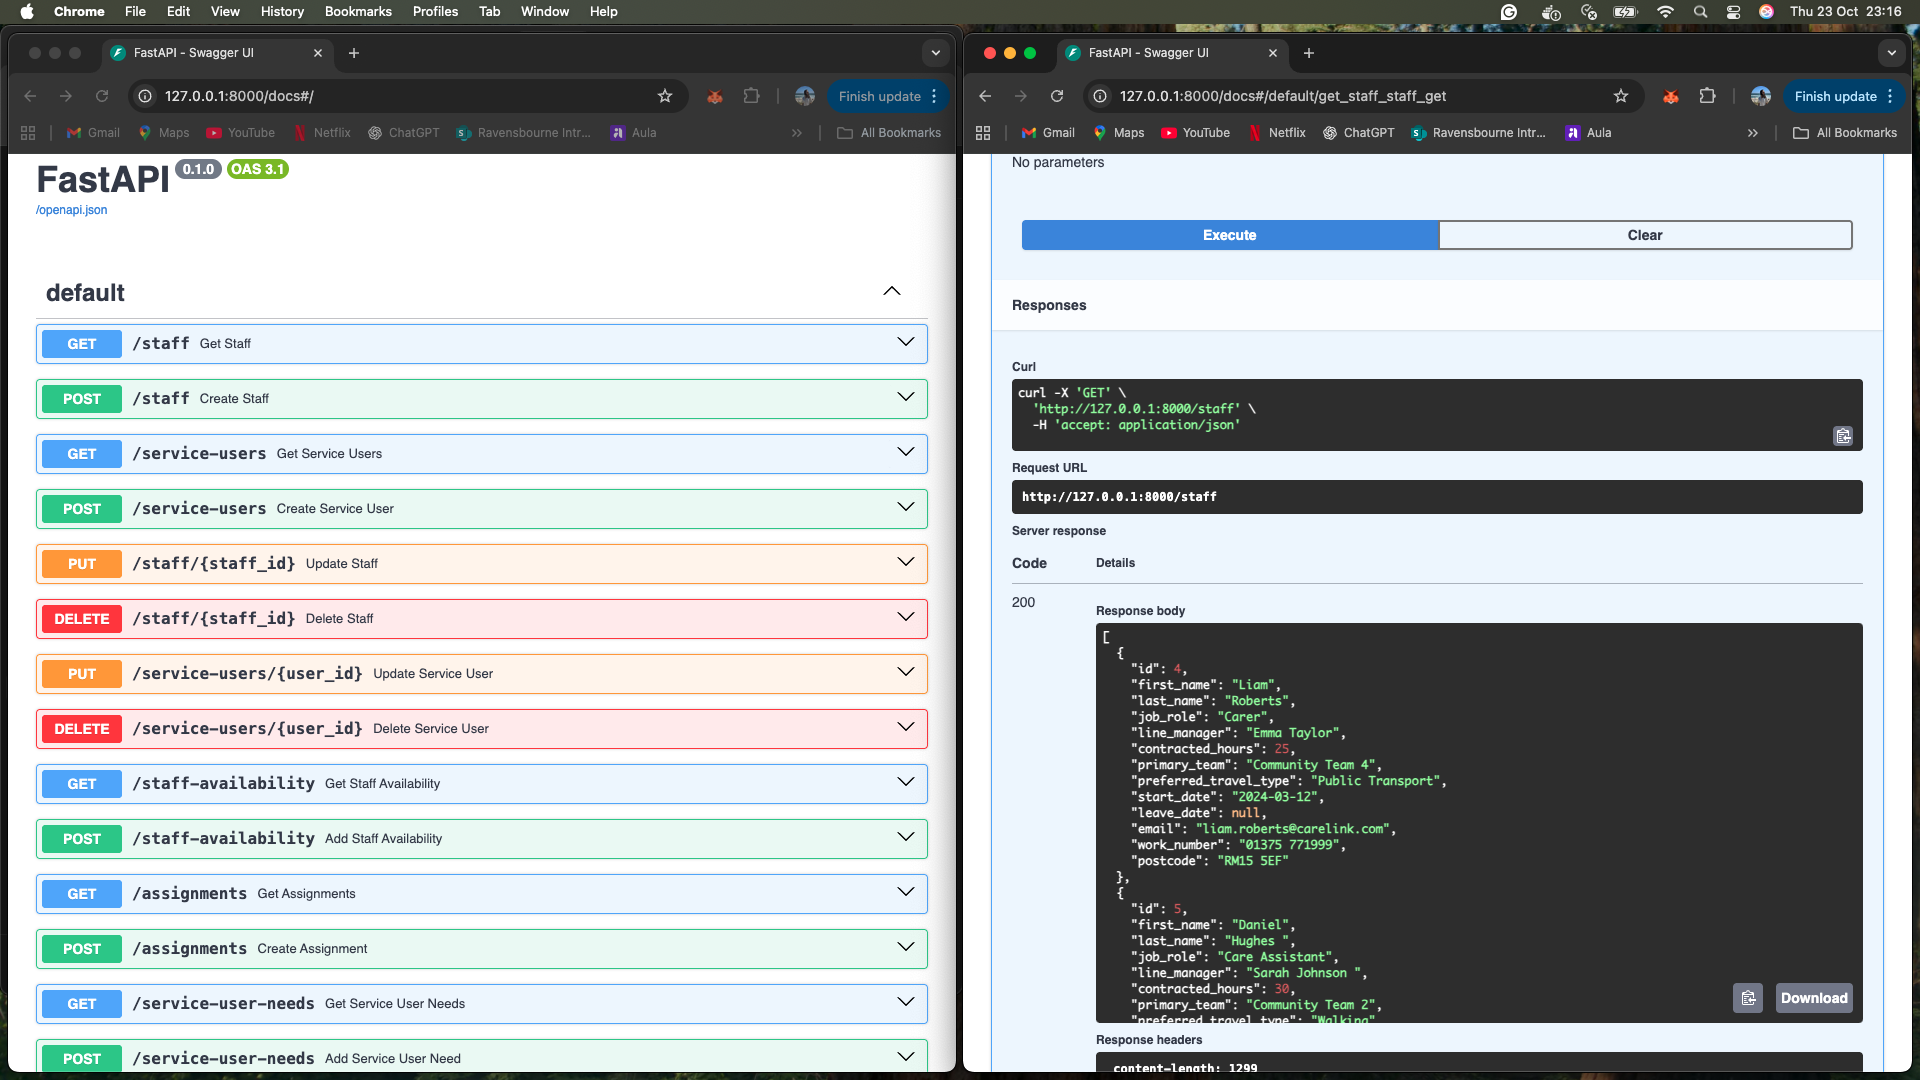 Chrome File Edit View History Bookmarks Profiles Tab Window Help
Thu 23 Oct 23:16
FastAPI - Swagger UI
127.0.0.1:8000/docs#/
Finish update
Gmail Maps YouTube Netflix ChatGPT Ravensbourne Intr... Aula
All Bookmarks
FastAPI 0.1.0 OAS 3.1
/openapi.json
default
GET /staff Get Staff
POST /staff Create Staff
GET /service-users Get Service Users
POST /service-users Create Service User
PUT /staff/{staff_id} Update Staff
DELETE /staff/{staff_id} Delete Staff
PUT /service-users/{user_id} Update Service User
DELETE /service-users/{user_id} Delete Service User
GET /staff-availability Get Staff Availability
POST /staff-availability Add Staff Availability
GET /assignments Get Assignments
POST /assignments Create Assignment
GET /service-user-needs Get Service User Needs
POST /service-user-needs Add Service User Need
FastAPI - Swagger UI
127.0.0.1:8000/docs#/default/get_staff_staff_get
Finish update
Gmail Maps YouTube Netflix ChatGPT Ravensbourne Intr... Aula
All Bookmarks
No parameters
Execute Clear
Responses
Curl
curl -X 'GET' \
'http://127.0.0.1:8000/staff' \
-H 'accept: application/json'
Request URL
http://127.0.0.1:8000/staff
Server response
Code Details
200
Response body
[
{
"id": 4,
"first_name": "Liam",
"last_name": "Roberts",
"job_role": "Carer",
"line_manager": "Emma Taylor",
"contracted_hours": 25,
"primary_team": "Community Team 4",
"preferred_travel_type": "Public Transport",
"start_date": "2024-03-12",
"leave_date": null,
"email": "liam.roberts@carelink.com",
"work_number": "01375 771999",
"postcode": "RM15 5EF"
},
{
"id": 5,
"first_name": "Daniel",
"last_name": "Hughes ",
"job_role": "Care Assistant",
"line_manager": "Sarah Johnson ",
"contracted_hours": 30,
"primary_team": "Community Team 2",
"preferred_travel_type": "Walking"
Download
Response headers
content-length: 1299